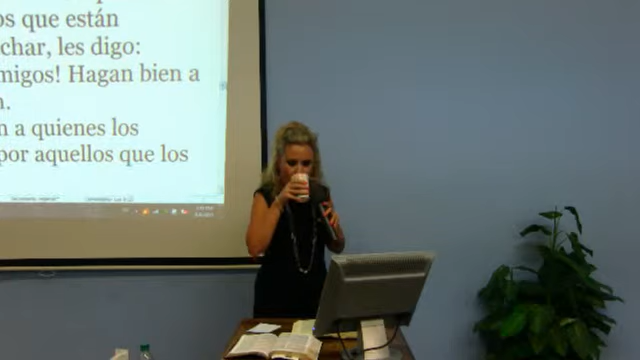 os que están
char, les digo:
migos! Hagan bien a
n.
n a quienes los
por aquellos que los